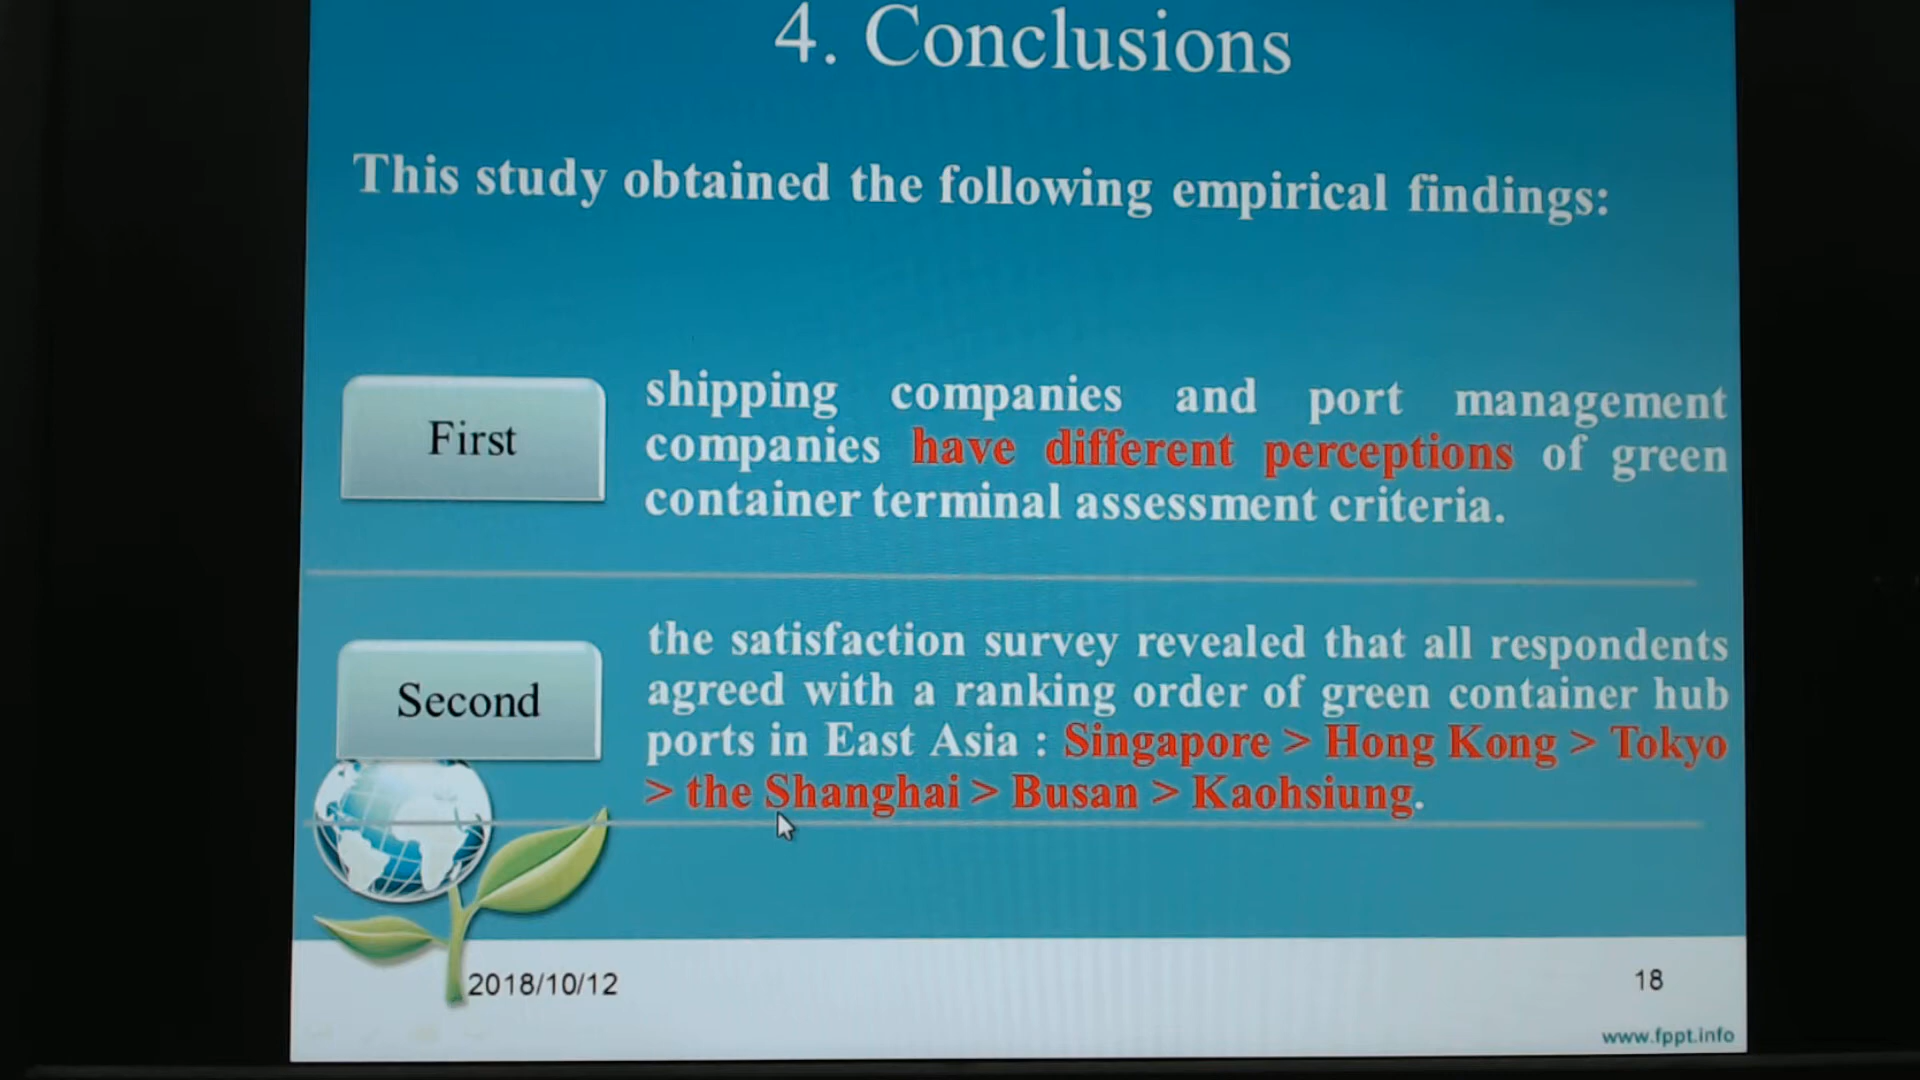 4. Conclusions
This study obtained the following empirical findings:
First
shipping companies and port management
companies have different perceptions of green
container terminal assessment criteria.
Second
the satisfaction survey revealed that all respondents
agreed with a ranking order of green container hub
ports in East Asia : Singapore > Hong Kong > Tokyo
> the Shanghai > Busan > Kaohsiung.
2018/10/12
18
www.fppt.info